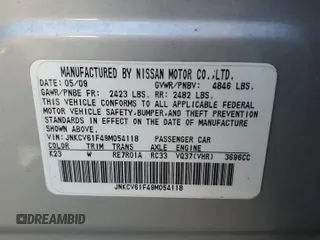 MANUFACTURED BY NISSAN MOTOR CO.,LTD.
DATE: 05/09 GVWR/PNBV: 4846 LBS.
GAWR/PNBE FR: 2423 LBS. RR: 2482 LBS.
THIS VEHICLE CONFORMS TO ALL APPLICABLE FEDERAL
MOTOR VEHICLE SAFETY, BUMPER, AND THEFT PREVENTION
STANDARDS IN EFFECT ON THE DATE OF MANUFACTURE
SHOWN ABOVE.
VIN: JNKCV61F49M054118 PASSENGER CAR
COLOR TRIM TRANS AXLE ENGINE
K23 W RE7R01A RC33 VQ37(VHR) 3696CC
JNKCV61F49M054118
DREAMBID